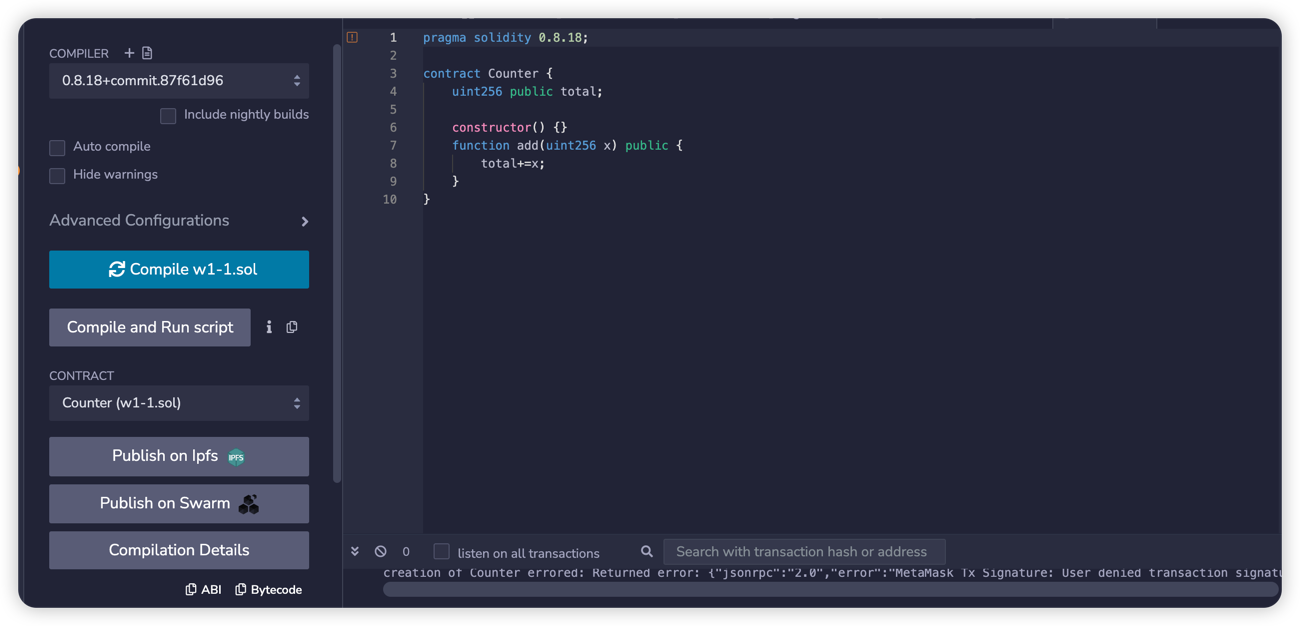 COMPILER
0.8.18+commit.87f61d96
Include nightly builds
Auto compile
Hide warnings
Advanced Configurations
Compile w1-1.sol
Compile and Run script
i
CONTRACT
Counter (w1-1.sol)
Publish on Ipfs
IPFS
Publish on Swarm
Compilation Details
ABI Bytecode
1 pragma solidity 0.8.18;
2
3 contract Counter {
4 uint256 public total;
5
6 constructor() {}
7 function add(uint256 x) public {
8 total+=x;
9 }
10 }
0 listen on all transactions Search with transaction hash or address
creation of Counter errored: Returned error: {"jsonrpc":"2.0","error":"MetaMask Tx Signature: User denied transaction